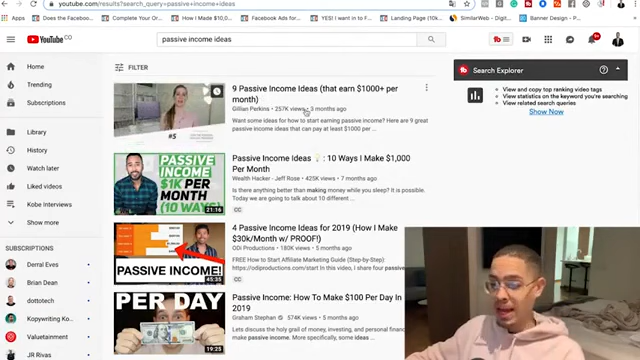 youtube.com/results?search_query=passive+income+ideas
Apps
Does the Facebook...
Instagram
How I Made $10,0...
Facebook Ads for...
YES! I want to F...
Landing Page (10k...
SimilarWeb - Digi...
Banner Design - P...
YouTube CO
passive income ideas
Home
Trending
Subscriptions
Library
History
Watch later
Liked videos
Kobe Interviews
Show more
SUBSCRIPTIONS
Derral Eves
Brian Dean
dottotech
Copywriting Ko
Valuetainment
JR Rivas
FILTER
#5
9 Passive Income Ideas (that earn $1000+ per
month)
Gillian Perkins • 257K views • 3 months ago
Want some ideas for how to start earning passive income? Here are 9 great
passive income ideas that can pay at least $1000 per ...
PASSIVE
INCOME
$1K PER
MONTH
(10 WAYS)
21:16
Passive Income Ideas 💡: 10 Ways I Make $1,000
Per Month
Wealth Hacker - Jeff Rose • 425K views • 7 months ago
Is there anything better than making money while you sleep? It is possible.
Today we are going to talk about 10 different ...
CC
PASSIVE INCOME!
45:35
4 Passive Income Ideas for 2019 (How I Make
$30k/Month w/ PROOF!)
ODi Productions • 180K views • 5 months ago
FREE How to Start Affiliate Marketing Guide (Step-by-Step):
https://odiproductions.com/start In this video, I share four passive
CC
PER DAY
19:25
Passive Income: How To Make $100 Per Day In
2019
Graham Stephan • 574K views • 5 months ago
Lets discuss the holy grail of money, investing, and personal finance
make passive income. More specifically, some ideas
Search Explorer
• View and copy top ranking video tags
• View statistics on the keyword you're searching
• View related search queries
Show Now